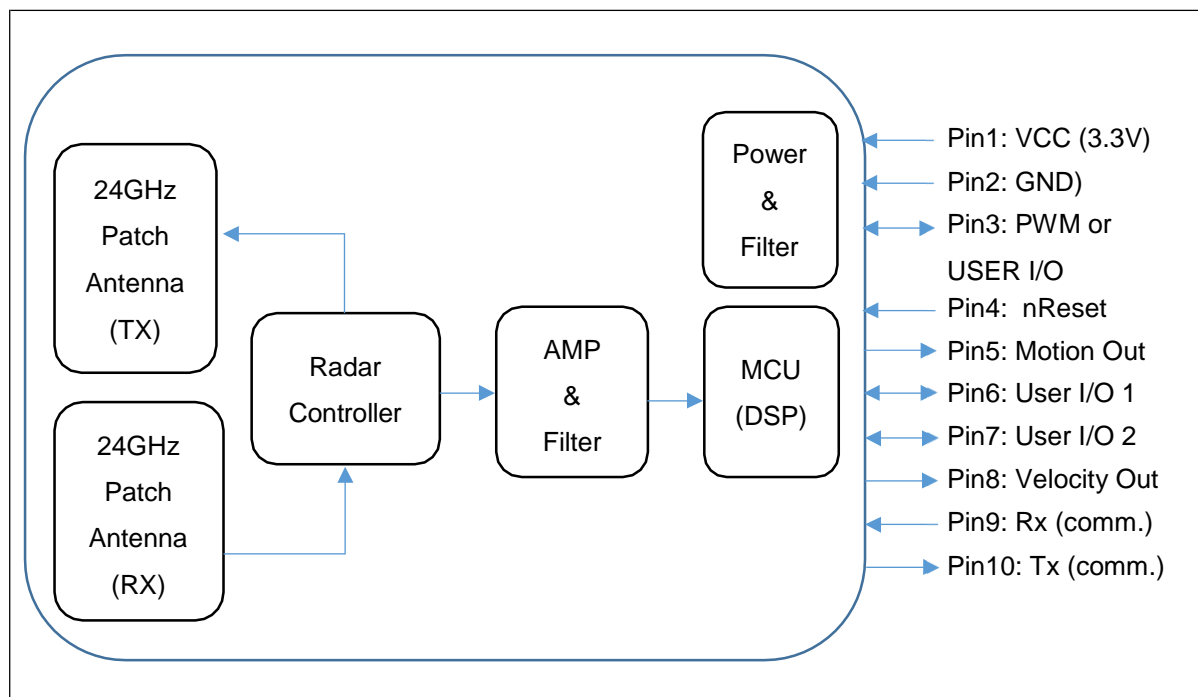 24GHz
Patch
Antenna
(TX)
24GHz
Patch
Antenna
(RX)
Radar
Controller
AMP
&
Filter
Power
&
Filter
MCU
(DSP)
Pin1: VCC (3.3V)
Pin2: GND)
Pin3: PWM or
USER I/O
Pin4: nReset
Pin5: Motion Out
Pin6: User I/O 1
Pin7: User I/O 2
Pin8: Velocity Out
Pin9: Rx (comm.)
Pin10: Tx (comm.)